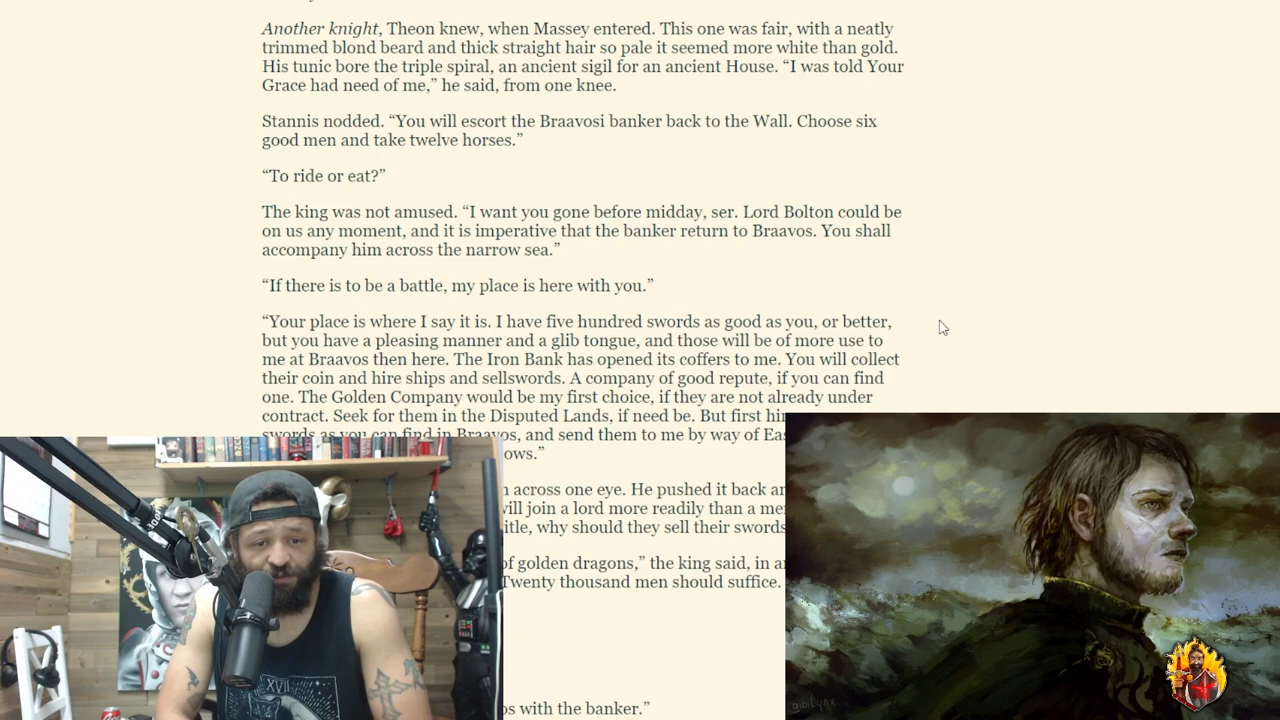 Another knight, Theon knew, when Massey entered. This one was fair, with a neatly
trimmed blond beard and thick straight hair so pale it seemed more white than gold.
His tunic bore the triple spiral, an ancient sigil for an ancient House. “I was told Your
Grace had need of me,” he said, from one knee.
Stannis nodded. “You will escort the Braavosi banker back to the Wall. Choose six
good men and take twelve horses.”
“To ride or eat?”
The king was not amused. “I want you gone before midday, ser. Lord Bolton could be
on us any moment, and it is imperative that the banker return to Braavos. You shall
accompany him across the narrow sea.”
“If there is to be a battle, my place is here with you.”
“Your place is where I say it is. I have five hundred swords as good as you, or better,
but you have a pleasing manner and a glib tongue, and those will be of more use to
me at Braavos then here. The Iron Bank has opened its coffers to me. You will collect
their coin and hire ships and sellswords. A company of good repute, if you can find
one. The Golden Company would be my first choice, if they are not already under
contract. Seek for them in the Disputed Lands, if need be. But first
swords as you can find in Braavos, and send them to me by way of
across one eye. He pushed it back
will join a lord more readily than a
why should they sell their swords
of golden dragons,” the king said, in
Twenty thousand men should suffice.
with the banker.”
XVII
gibiLynx